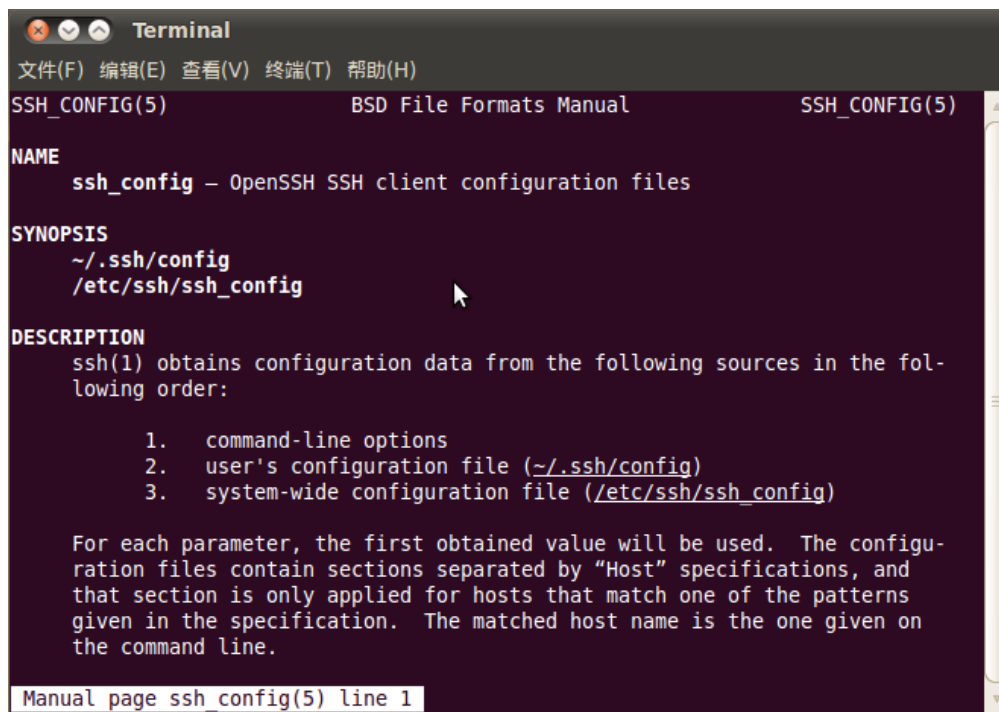 Terminal
文件(F) 编辑(E) 查看(V) 终端(T) 帮助(H)
SSH_CONFIG(5) BSD File Formats Manual SSH_CONFIG(5)
NAME
ssh_config — OpenSSH SSH client configuration files
SYNOPSIS
~/.ssh/config
/etc/ssh/ssh_config
DESCRIPTION
ssh(1) obtains configuration data from the following sources in the fol-
lowing order:
1. command-line options
2. user's configuration file (~/.ssh/config)
3. system-wide configuration file (/etc/ssh/ssh_config)
For each parameter, the first obtained value will be used. The configu-
ration files contain sections separated by “Host” specifications, and
that section is only applied for hosts that match one of the patterns
given in the specification. The matched host name is the one given on
the command line.
Manual page ssh_config(5) line 1